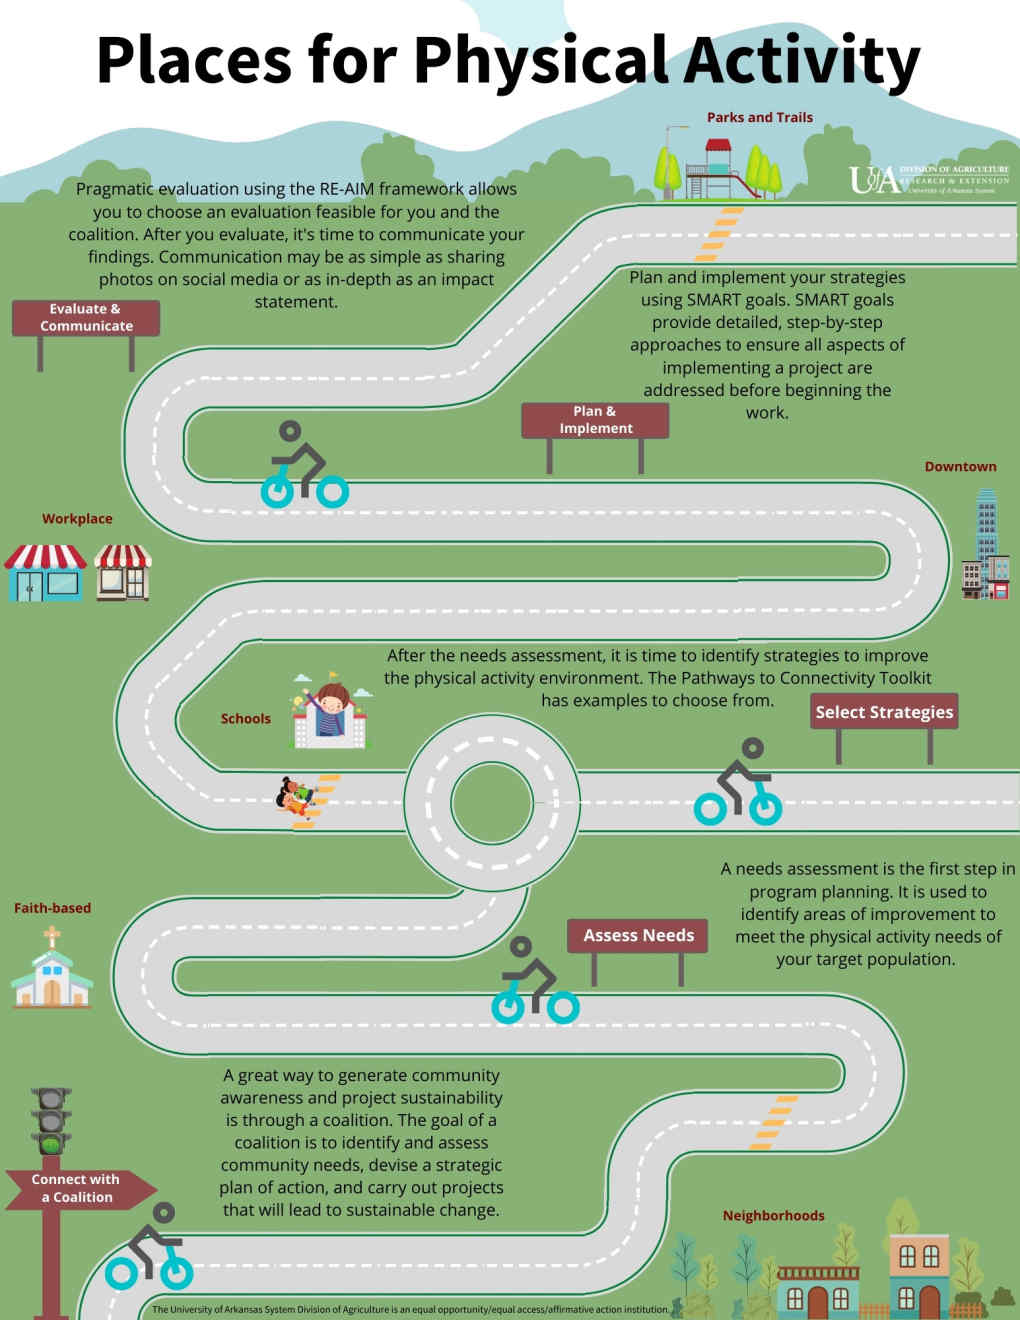 Places for Physical Activity
Parks and Trails
UA DIVISION OF AGRICULTURE
RESEARCH & EXTENSION
University of Arkansas System
Pragmatic evaluation using the RE-AIM framework allows
you to choose an evaluation feasible for you and the
coalition. After you evaluate, it's time to communicate your
findings. Communication may be as simple as sharing
photos on social media or as in-depth as an impact
statement.
Evaluate &
Communicate
Plan and implement your strategies
using SMART goals. SMART goals
provide detailed, step-by-step
approaches to ensure all aspects of
implementing a project are
addressed before beginning the
work.
Plan &
Implement
Downtown
Workplace
After the needs assessment, it is time to identify strategies to improve
the physical activity environment. The Pathways to Connectivity Toolkit
has examples to choose from.
Select Strategies
Schools
A needs assessment is the first step in
program planning. It is used to
identify areas of improvement to
meet the physical activity needs of
your target population.
Faith-based
Assess Needs
A great way to generate community
awareness and project sustainability
is through a coalition. The goal of a
coalition is to identify and assess
community needs, devise a strategic
plan of action, and carry out projects
that will lead to sustainable change.
Connect with
a Coalition
Neighborhoods
The University of Arkansas System Division of Agriculture is an equal opportunity/equal access/affirmative action institution.